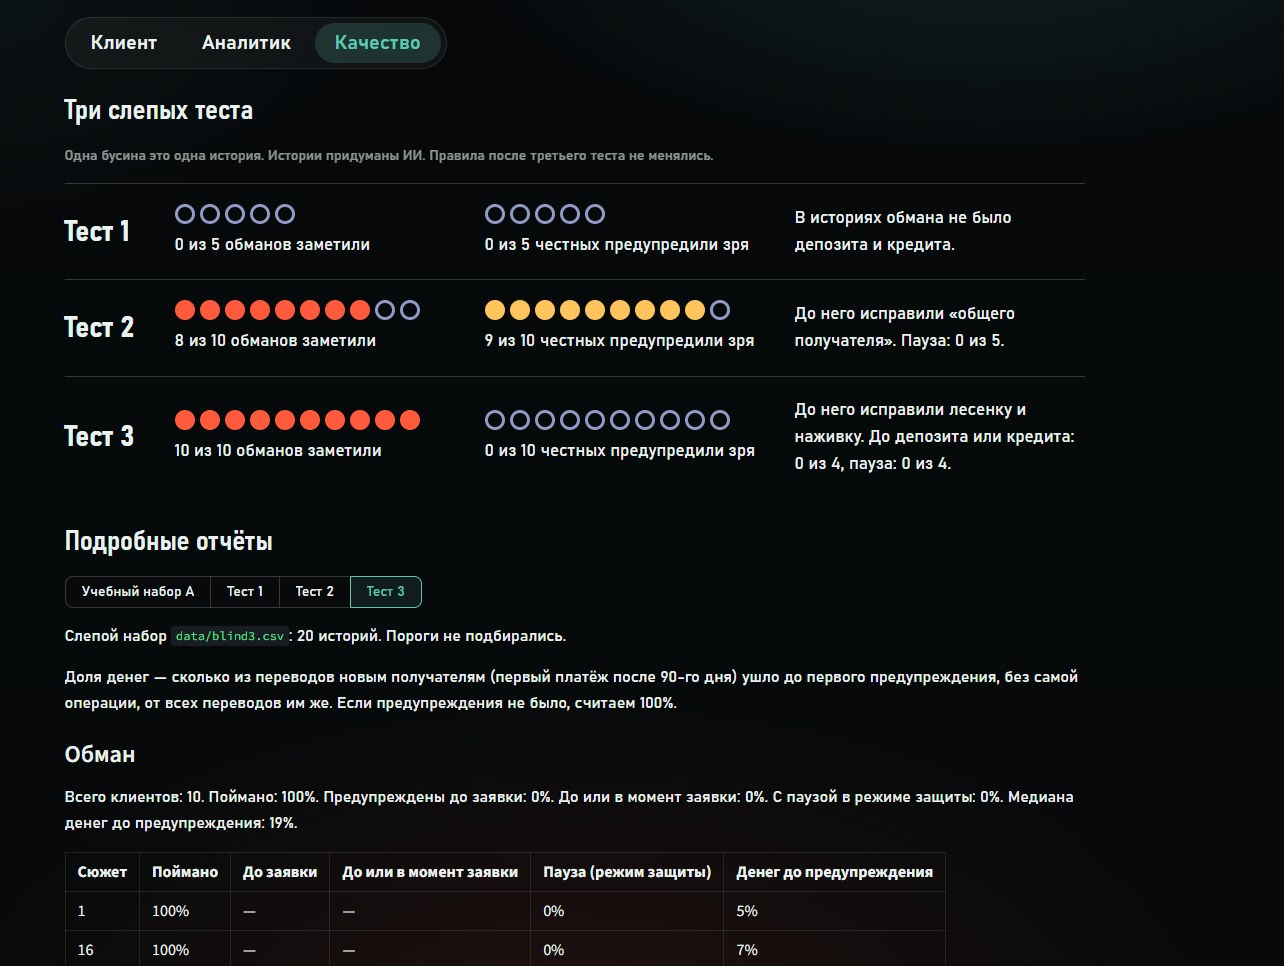 Клиент Аналитик Качество
Три слепых теста
Одна бусина это одна история. Истории придуманы ИИ. Правила после третьего теста не менялись.
Тест 1
0 из 5 обманов заметили
0 из 5 честных предупредили зря
В историях обмана не было
депозита и кредита.
Тест 2
8 из 10 обманов заметили
9 из 10 честных предупредили зря
До него исправили «общего
получателя». Пауза: 0 из 5.
Тест 3
10 из 10 обманов заметили
0 из 10 честных предупредили зря
До него исправили лесенку и
наживку. До депозита или кредита:
0 из 4, пауза: 0 из 4.
Подробные отчёты
Учебный набор А Тест 1 Тест 2 Тест 3
Слепой набор data/blind3.csv: 20 историй. Пороги не подбирались.
Доля денег — сколько из переводов новым получателям (первый платёж после 90-го дня) ушло до первого предупреждения, без самой
операции, от всех переводов им же. Если предупреждения не было, считаем 100%.
Обман
Всего клиентов: 10. Поймано: 100%. Предупреждены до заявки: 0%. До или в момент заявки: 0%. С паузой в режиме защиты: 0%. Медиана
денег до предупреждения: 19%.
Сюжет Поймано До заявки До или в момент заявки Пауза (режим защиты) Денег до предупреждения
1 100% — — 0% 5%
16 100% — — 0% 7%